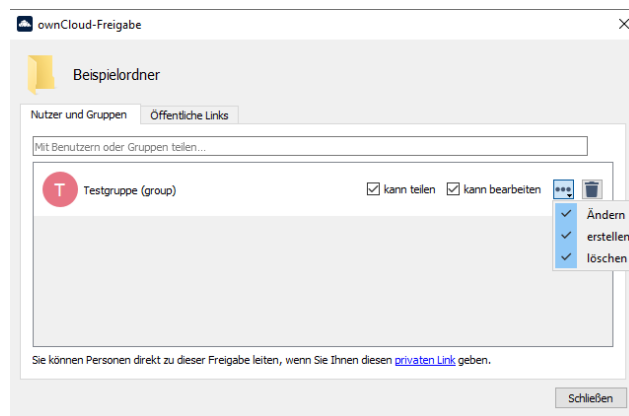 ownCloud-Freigabe
Beispielordner
Nutzer und Gruppen Öffentliche Links
Mit Benutzern oder Gruppen teilen...
T Testgruppe (group) kann teilen kann bearbeiten
Ändern
erstellen
löschen
Sie können Personen direkt zu dieser Freigabe leiten, wenn Sie Ihnen diesen privaten Link geben.
Schließen